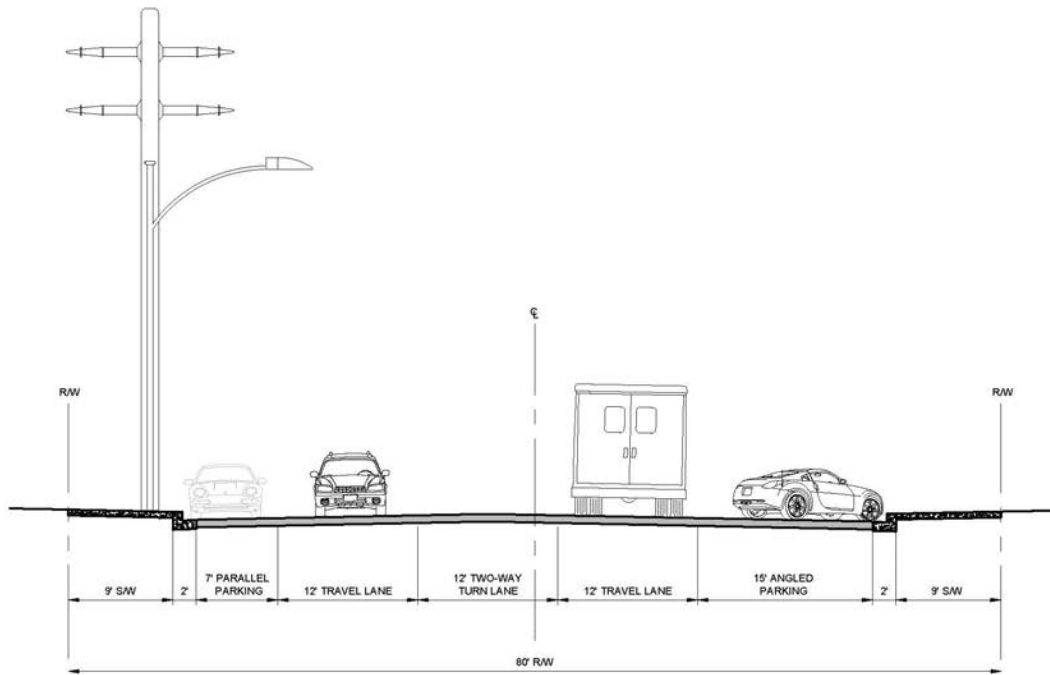 ℄
R/W
R/W
9' S/W
2'
7' PARALLEL
PARKING
12' TRAVEL LANE
12' TWO-WAY
TURN LANE
12' TRAVEL LANE
15' ANGLED
PARKING
2'
9' S/W
80' R/W